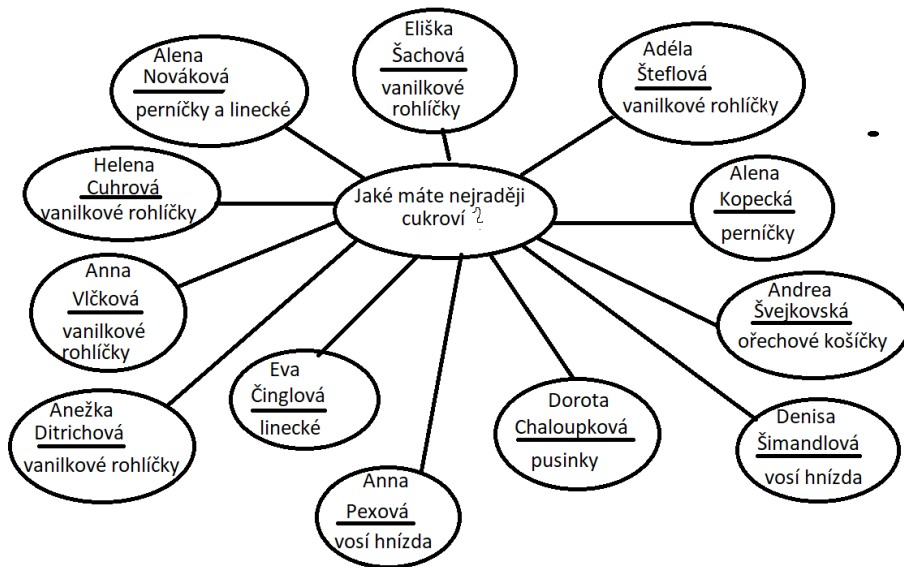 Eliška
Šachová
vanilkové
rohlíčky
Alena
Nováková
perníčky a linecké
Adéla
Šteflová
vanilkové rohlíčky
Helena
Cuhrová
vanilkové rohlíčky
Jaké máte nejraději
cukroví ?
Alena
Kopecká
perníčky
Anna
Vlčková
vanilkové
rohlíčky
Andrea
Švejkovská
ořechové košíčky
Eva
Činglová
linecké
Anežka
Ditrichová
vanilkové rohlíčky
Dorota
Chaloupková
pusinky
Denisa
Šimandlová
vosí hnízda
Anna
Pexová
vosí hnízda